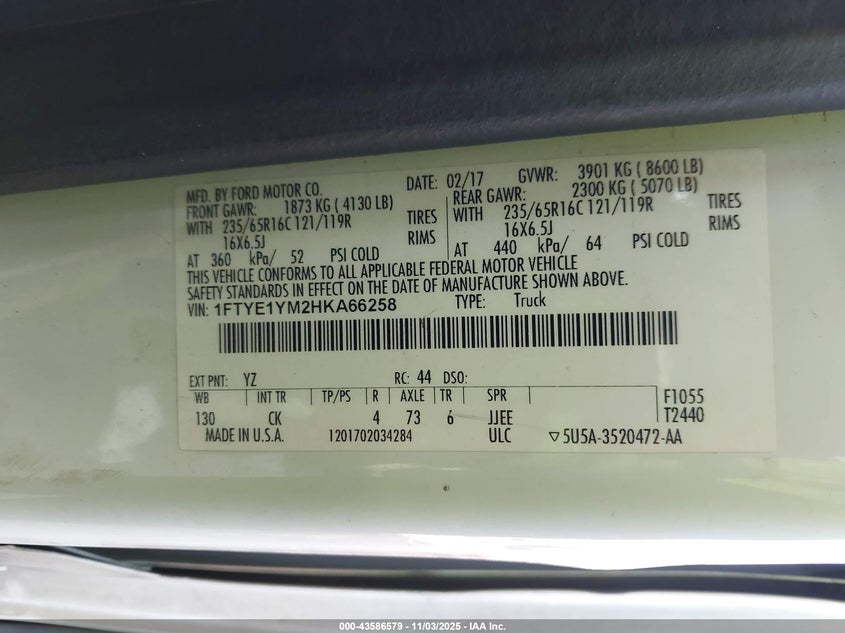 MFD. BY FORD MOTOR CO. DATE: 02/17 GVWR: 3901 KG ( 8600 LB)
FRONT GAWR: 1873 KG ( 4130 LB) REAR GAWR: 2300 KG ( 5070 LB)
WITH 235/65R16C 121/119R TIRES WITH 235/65R16C 121/119R TIRES
16X6.5J RIMS 16X6.5J RIMS
AT 360 kPa/ 52 PSI COLD AT 440 kPa/ 64 PSI COLD
THIS VEHICLE CONFORMS TO ALL APPLICABLE FEDERAL MOTOR VEHICLE
SAFETY STANDARDS IN EFFECT ON THE DATE OF MANUFACTURE SHOWN ABOVE.
VIN: 1FTYE1YM2HKA66258 TYPE: Truck
EXT PNT: YZ RC: 44 DSO:
WB INT TR TP/PS R AXLE TR SPR F1055
130 CK 4 73 6 JJEE T2440
MADE IN U.S.A. 1201702034284 ULC ▽5U5A-3520472-AA
000-43586579 - 11/03/2025 - IAA Inc.